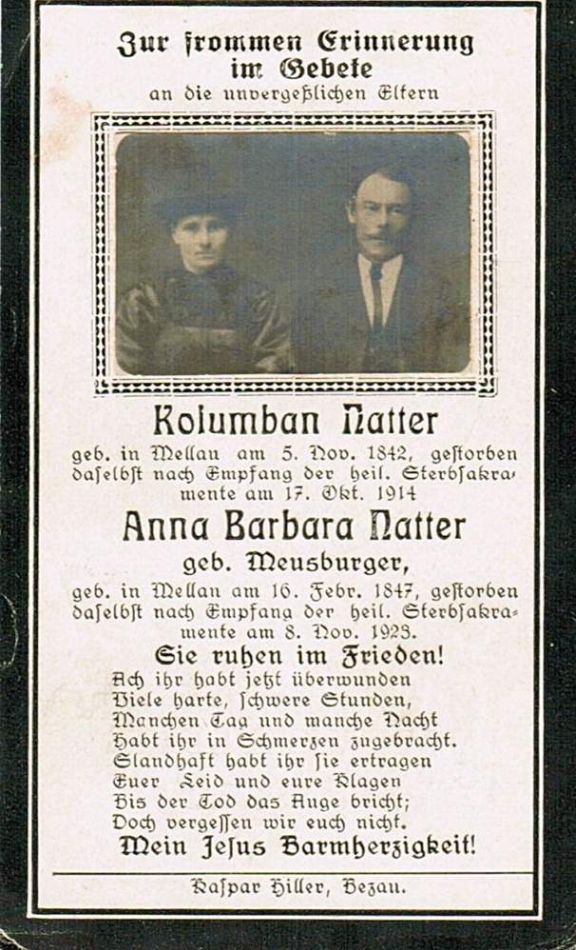 Zur frommen Erinnerung
im Gebete
an die unvergeßlichen Eltern
Kolumban Natter
geb. in Mellau am 5. Nov. 1842, gestorben
daselbst nach Empfang der heil. Sterbsakra-
mente am 17. Okt. 1914
Anna Barbara Natter
geb. Meusburger,
geb. in Mellau am 16. Febr. 1847, gestorben
daselbst nach Empfang der heil. Sterbsakra-
mente am 8. Nov. 1923.
Sie ruhen im Frieden!
Ach ihr habt jetzt überwunden
Viele harte, schwere Stunden,
Manchen Tag und manche Nacht
Habt ihr in Schmerzen zugebracht.
Standhaft habt ihr sie ertragen
Euer Leid und eure Klagen
Bis der Tod das Auge bricht;
Doch vergessen wir euch nicht.
Mein Jesus Barmherzigkeit!
Kaspar Hiller, Bezau.